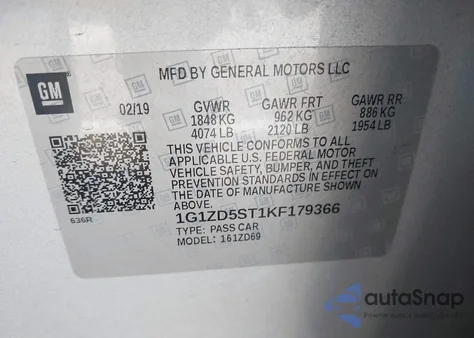 GM
MFD BY GENERAL MOTORS LLC
02/19 GVWR GAWR FRT GAWR RR
1848 KG 962 KG 886 KG
4074 LB 2120 LB 1954 LB
THIS VEHICLE CONFORMS TO ALL
APPLICABLE U.S. FEDERAL MOTOR
VEHICLE SAFETY, BUMPER, AND THEFT
PREVENTION STANDARDS IN EFFECT ON
THE DATE OF MANUFACTURE SHOWN
ABOVE.
636R
1G1ZD5ST1KF179366
TYPE: PASS CAR
MODEL: 161ZD69
autoSnap